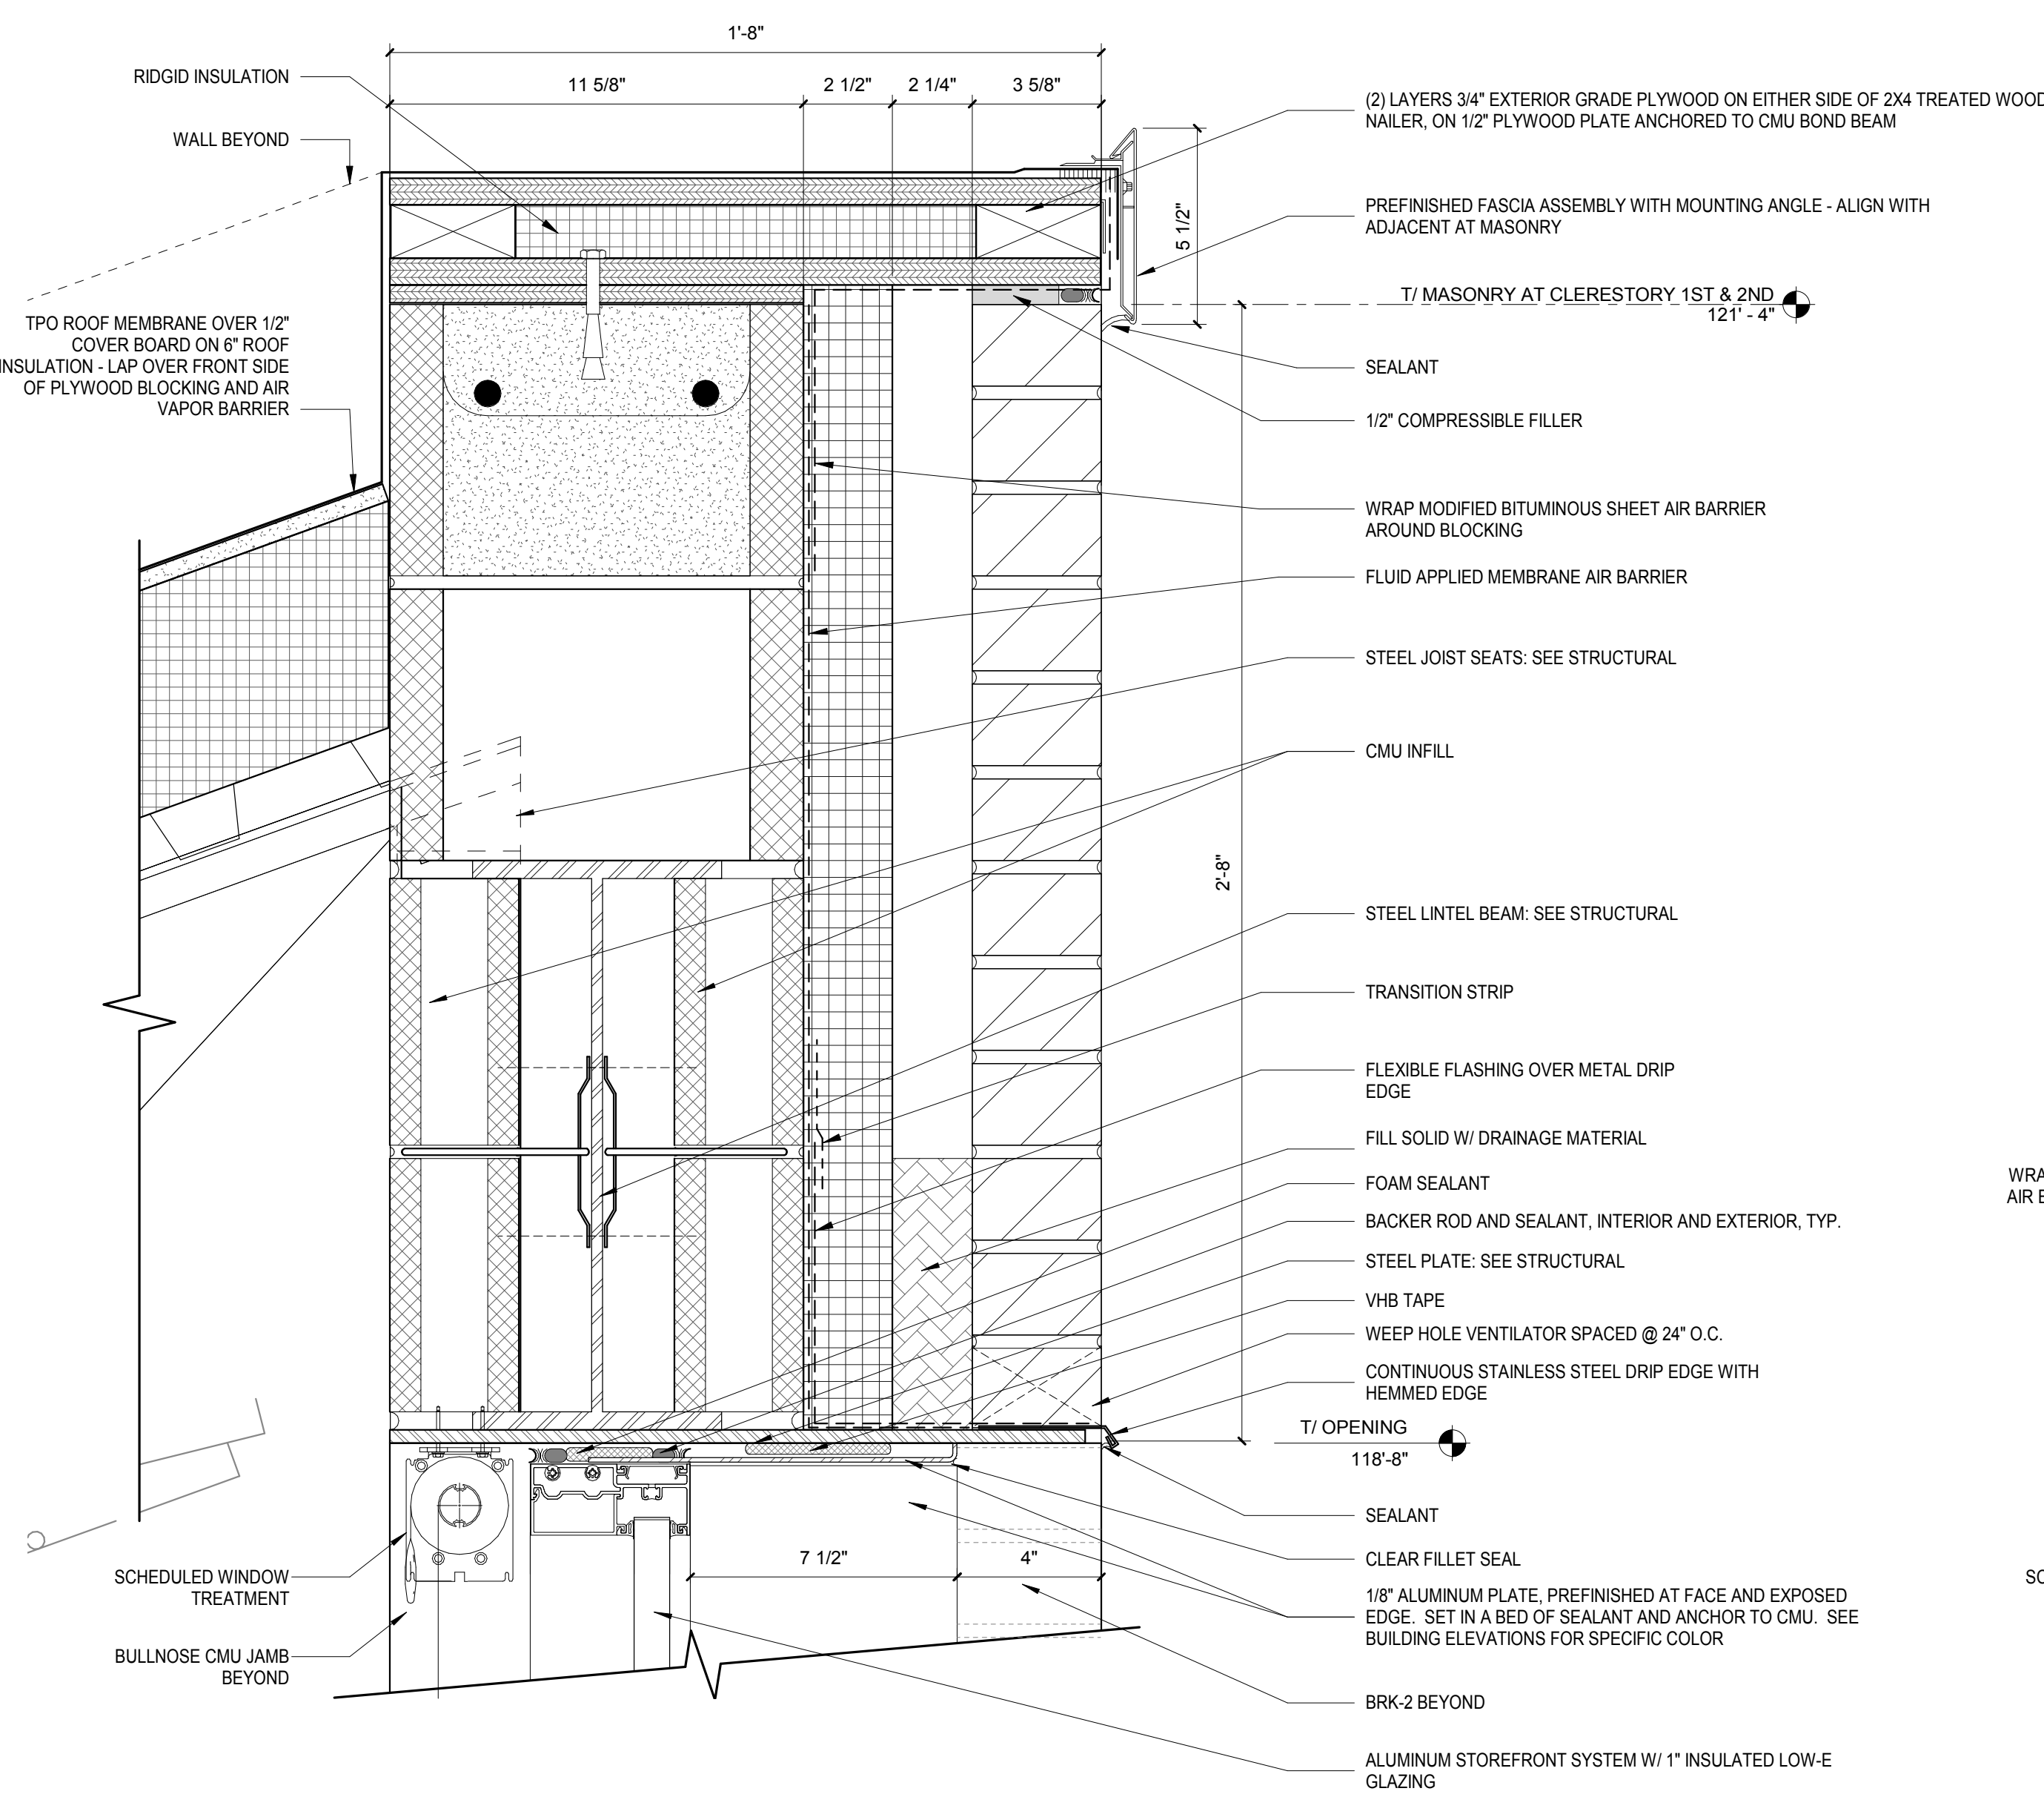 1'-8"
11 5/8"
2 1/2"
2 1/4"
3 5/8"
RIDGID INSULATION
WALL BEYOND
TPO ROOF MEMBRANE OVER 1/2"
COVER BOARD ON 6" ROOF
INSULATION - LAP OVER FRONT SIDE
OF PLYWOOD BLOCKING AND AIR
VAPOR BARRIER
(2) LAYERS 3/4" EXTERIOR GRADE PLYWOOD ON EITHER SIDE OF 2X4 TREATED WOOD
NAILER, ON 1/2" PLYWOOD PLATE ANCHORED TO CMU BOND BEAM
5 1/2"
PREFINISHED FASCIA ASSEMBLY WITH MOUNTING ANGLE - ALIGN WITH
ADJACENT AT MASONRY
T/ MASONRY AT CLERESTORY 1ST & 2ND
121' - 4"
SEALANT
1/2" COMPRESSIBLE FILLER
WRAP MODIFIED BITUMINOUS SHEET AIR BARRIER
AROUND BLOCKING
FLUID APPLIED MEMBRANE AIR BARRIER
STEEL JOIST SEATS: SEE STRUCTURAL
CMU INFILL
2'-8"
STEEL LINTEL BEAM: SEE STRUCTURAL
TRANSITION STRIP
FLEXIBLE FLASHING OVER METAL DRIP
EDGE
FILL SOLID W/ DRAINAGE MATERIAL
FOAM SEALANT
BACKER ROD AND SEALANT, INTERIOR AND EXTERIOR, TYP.
STEEL PLATE: SEE STRUCTURAL
VHB TAPE
WEEP HOLE VENTILATOR SPACED @ 24" O.C.
CONTINUOUS STAINLESS STEEL DRIP EDGE WITH
HEMMED EDGE
T/ OPENING
118'-8"
SEALANT
CLEAR FILLET SEAL
1/8" ALUMINUM PLATE, PREFINISHED AT FACE AND EXPOSED
EDGE. SET IN A BED OF SEALANT AND ANCHOR TO CMU. SEE
BUILDING ELEVATIONS FOR SPECIFIC COLOR
7 1/2"
4"
SCHEDULED WINDOW
TREATMENT
BULLNOSE CMU JAMB
BEYOND
BRK-2 BEYOND
ALUMINUM STOREFRONT SYSTEM W/ 1" INSULATED LOW-E
GLAZING